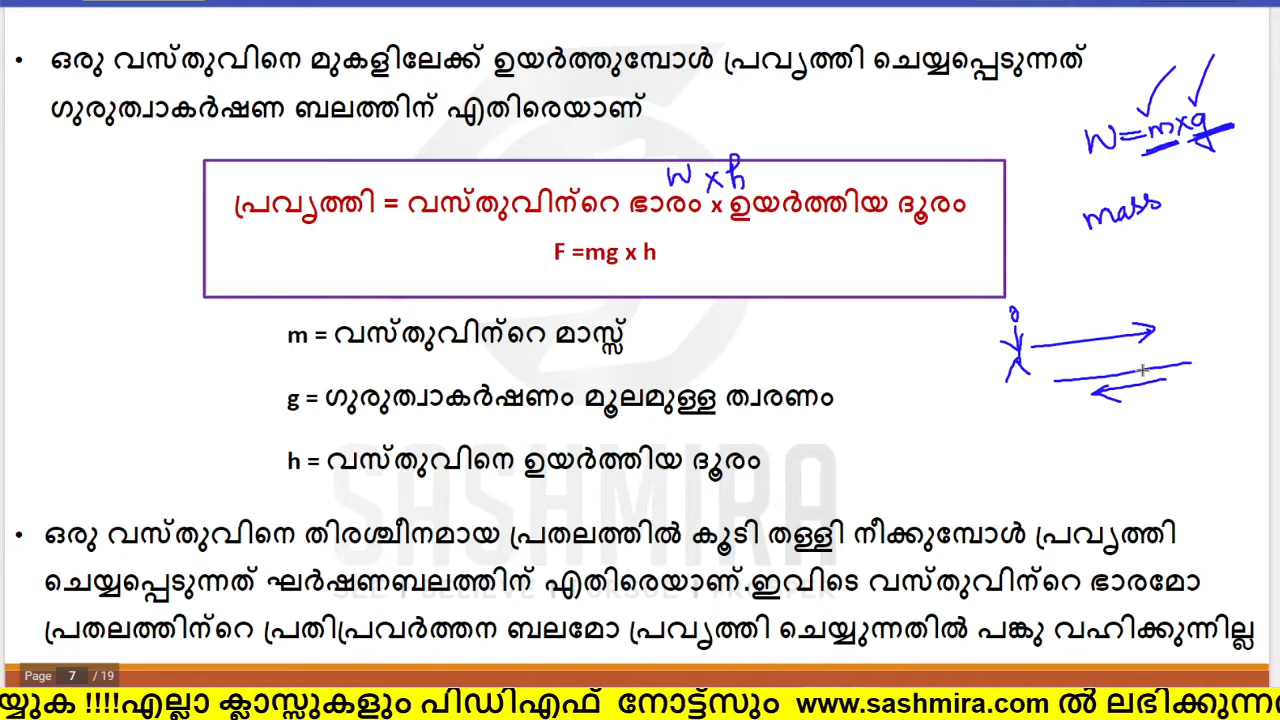 • ഒരു വസ്തുവിനെ മുകളിലേക്ക് ഉയർത്തുമ്പോൾ പ്രവൃത്തി ചെയ്യപ്പെടുന്നത്
ഗുരുത്വാകർഷണ ബലത്തിന് എതിരെയാണ്
W = m x g
W x h
പ്രവൃത്തി = വസ്തുവിന്റെ ഭാരം x ഉയർത്തിയ ദൂരം
mass
F =mg x h
m = വസ്തുവിന്റെ മാസ്സ്
g = ഗുരുത്വാകർഷണം മൂലമുള്ള ത്വരണം
h = വസ്തുവിനെ ഉയർത്തിയ ദൂരം
SASHMIRA
• ഒരു വസ്തുവിനെ തിരശ്ചീനമായ പ്രതലത്തിൽ കൂടി തള്ളി നീക്കുമ്പോൾ പ്രവൃത്തി
ചെയ്യപ്പെടുന്നത് ഘർഷണബലത്തിന് എതിരെയാണ്.ഇവിടെ വസ്തുവിന്റെ ഭാരമോ
പ്രതലത്തിന്റെ പ്രതിപ്രവർത്തന ബലമോ പ്രവൃത്തി ചെയ്യുന്നതിൽ പങ്കു വഹിക്കുന്നില്ല
Page 7 / 19
യ്യുക !!!!എല്ലാ ക്ലാസ്സുകളും പിഡിഎഫ് നോട്ട്സും www.sashmira.com ൽ ലഭിക്കുന്ന